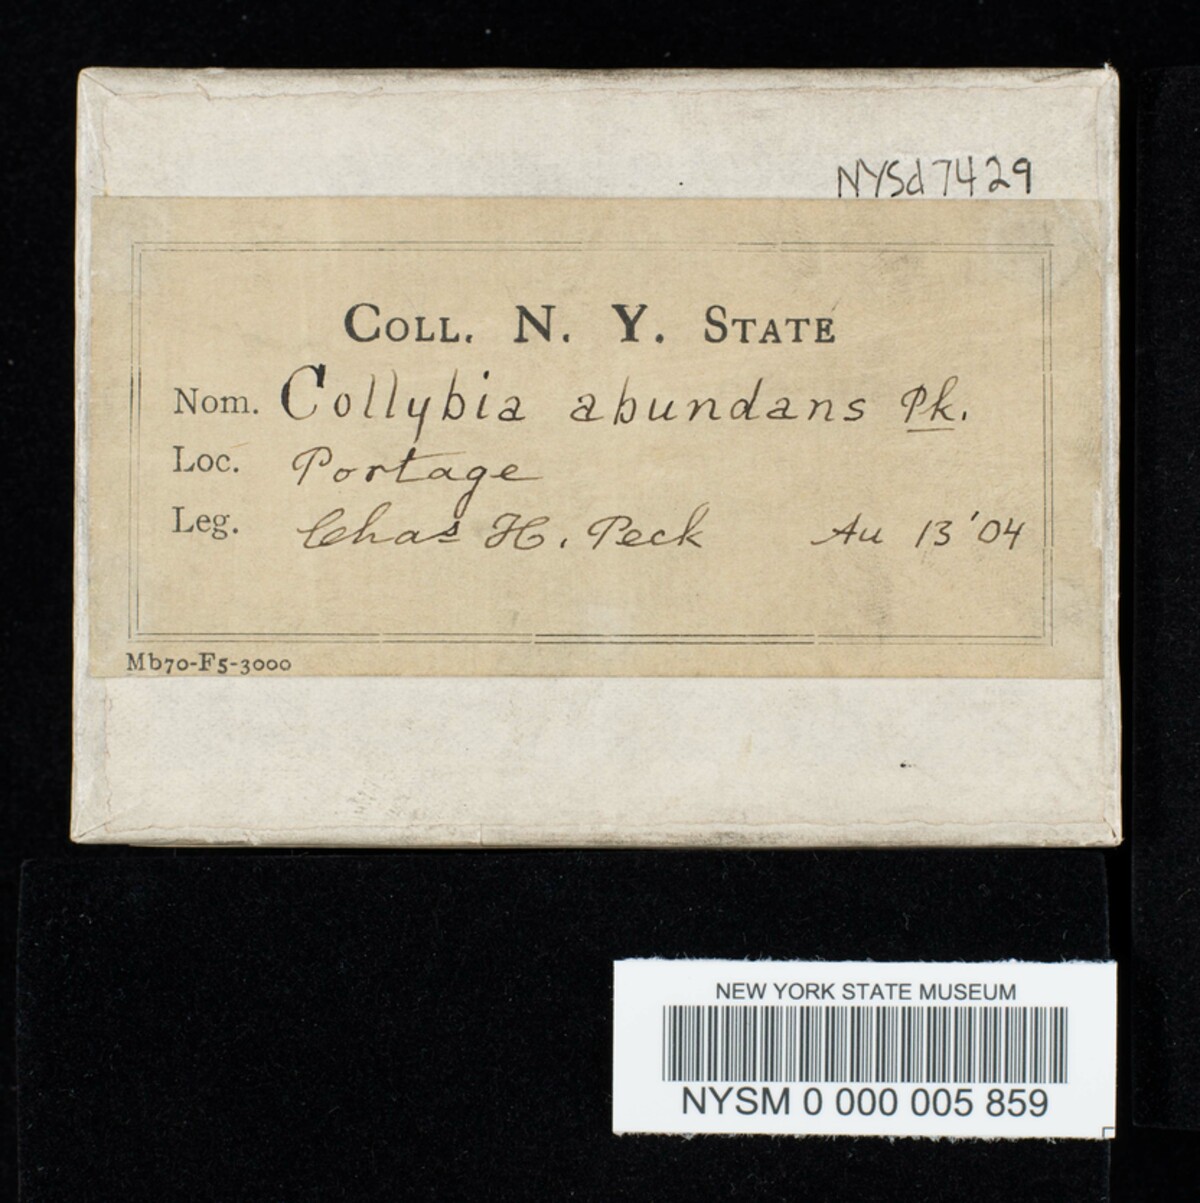 NYSd7429
COLL. N. Y. STATE
Nom. Collybia abundans Pk.
Loc. Portage
Leg. Chas H. Peck Au 13 '04
Mb70-F5-3000
NEW YORK STATE MUSEUM
NYSM 0 000 005 859